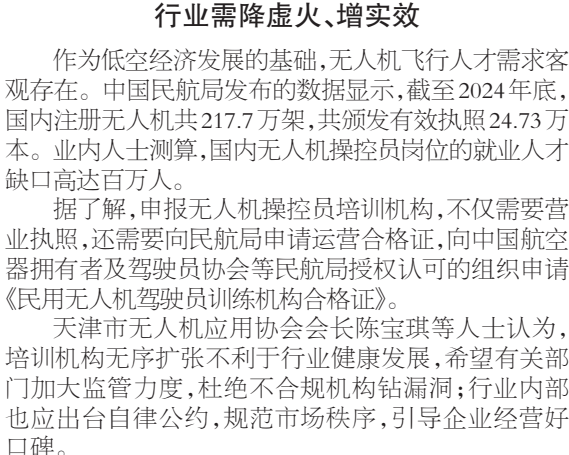 行业需降虚火、增实效
作为低空经济发展的基础,无人机飞行人才需求客
观存在。中国民航局发布的数据显示,截至2024年底,
国内注册无人机共217.7万架,共颁发有效执照24.73万
本。业内人士测算,国内无人机操控员岗位的就业人才
缺口高达百万人。
据了解,申报无人机操控员培训机构,不仅需要营
业执照,还需要向民航局申请运营合格证,向中国航空
器拥有者及驾驶员协会等民航局授权认可的组织申请
《民用无人机驾驶员训练机构合格证》。
天津市无人机应用协会会长陈宝琪等人士认为,
培训机构无序扩张不利于行业健康发展,希望有关部
门加大监管力度,杜绝不合规机构钻漏洞;行业内部
也应出台自律公约,规范市场秩序,引导企业经营好
口碑。